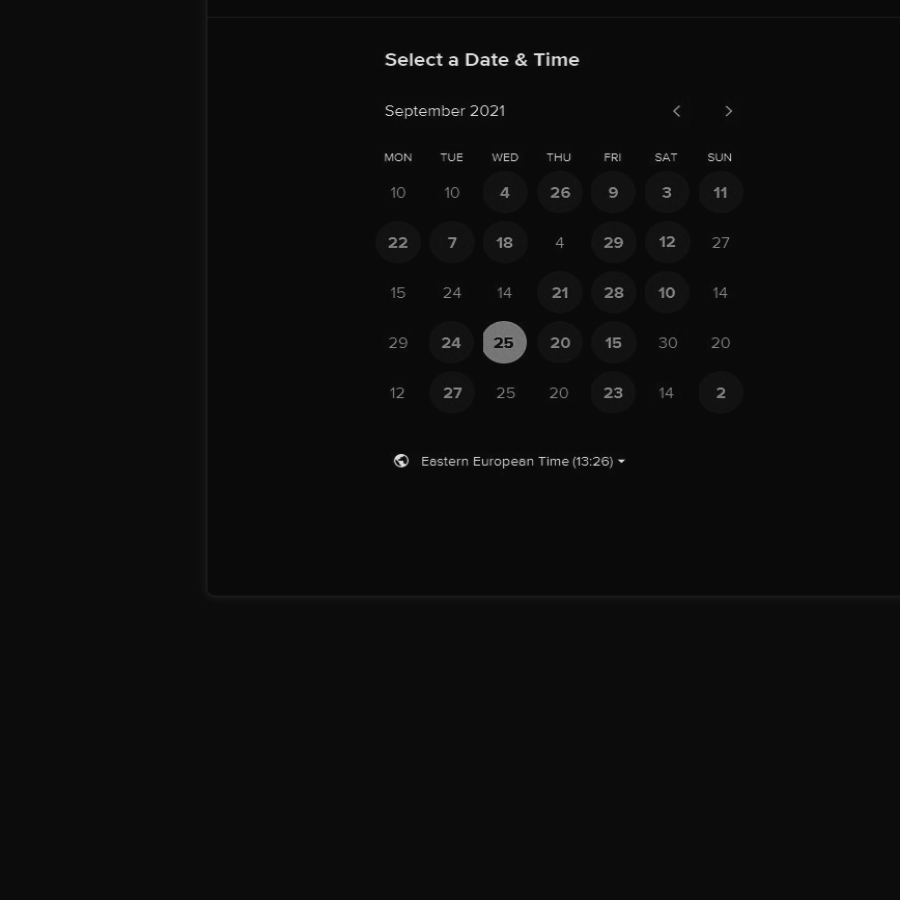 Select a Date & Time
September 2021
MON TUE WED THU FRI SAT SUN
10 10 4 26 9 3 11
22 7 18 4 29 12 27
15 24 14 21 28 10 14
29 24 25 20 15 30 20
12 27 25 20 23 14 2
Eastern European Time (13:26)